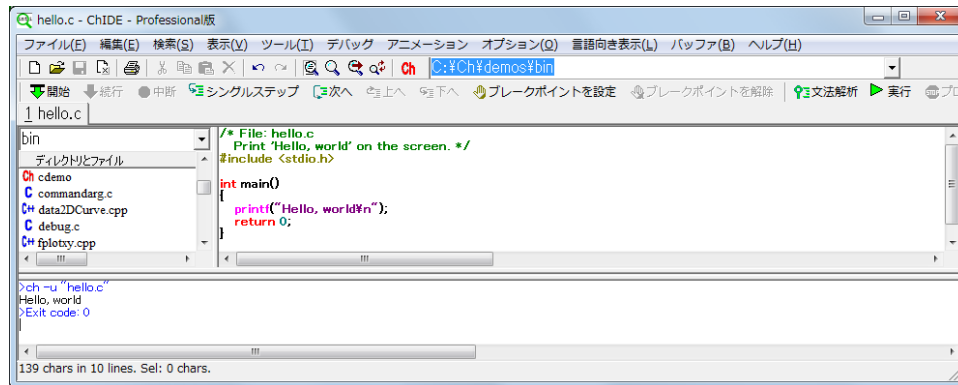 hello.c - ChIDE - Professional版
ファイル(F) 編集(E) 検索(S) 表示(V) ツール(T) デバッグ アニメーション オプション(O) 言語向き表示(L) バッファ(B) ヘルプ(H)
Ch C:¥Ch¥demos¥bin
開始 続行 中断 シングルステップ 次へ 上へ 下へ ブレークポイントを設定 ブレークポイントを解除 文法解析 実行 プロ
1 hello.c
bin
ディレクトリとファイル
Ch cdemo
C commandarg.c
C++ data2DCurve.cpp
C debug.c
C++ fplotxy.cpp
/* File: hello.c
Print 'Hello, world' on the screen. */
#include <stdio.h>
int main()
{
printf("Hello, world¥n");
return 0;
}
>ch -u "hello.c"
Hello, world
>Exit code: 0
139 chars in 10 lines. Sel: 0 chars.